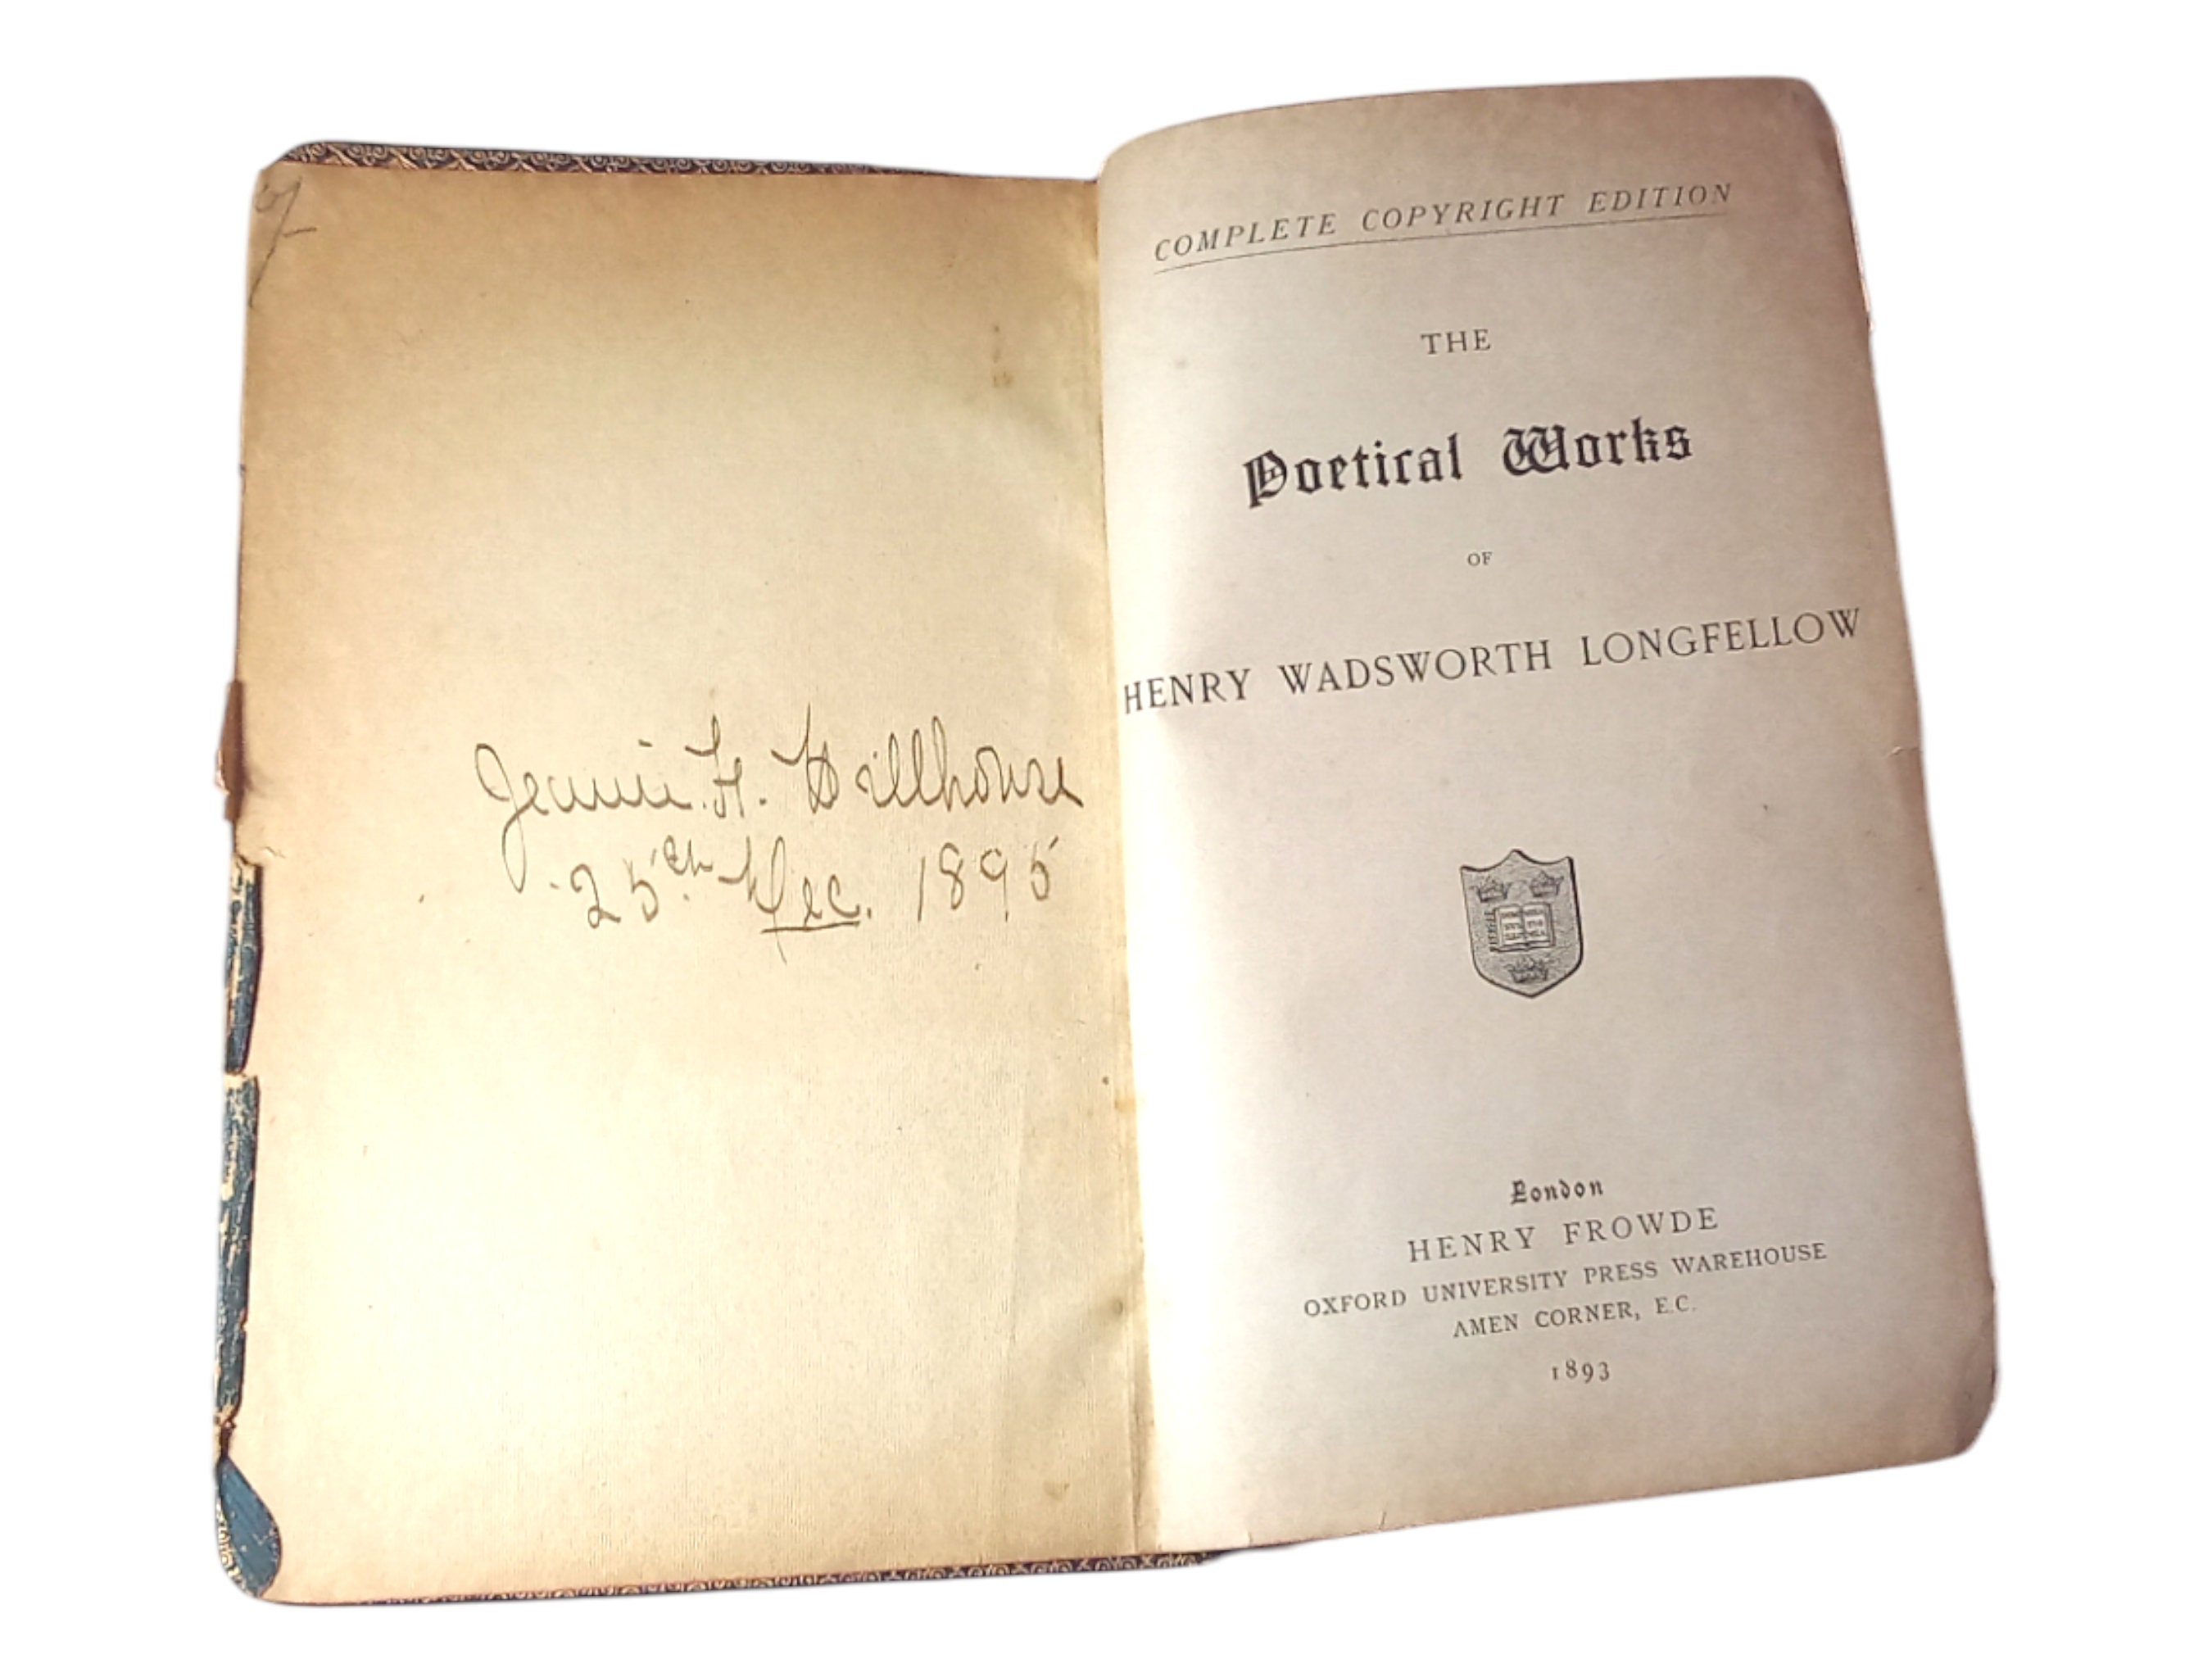 Jennie H. Hillhouse
25th Dec. 1895
COMPLETE COPYRIGHT EDITION
THE
Poetical Works
OF
HENRY WADSWORTH LONGFELLOW
London
HENRY FROWDE
OXFORD UNIVERSITY PRESS WAREHOUSE
AMEN CORNER, E.C.
1893